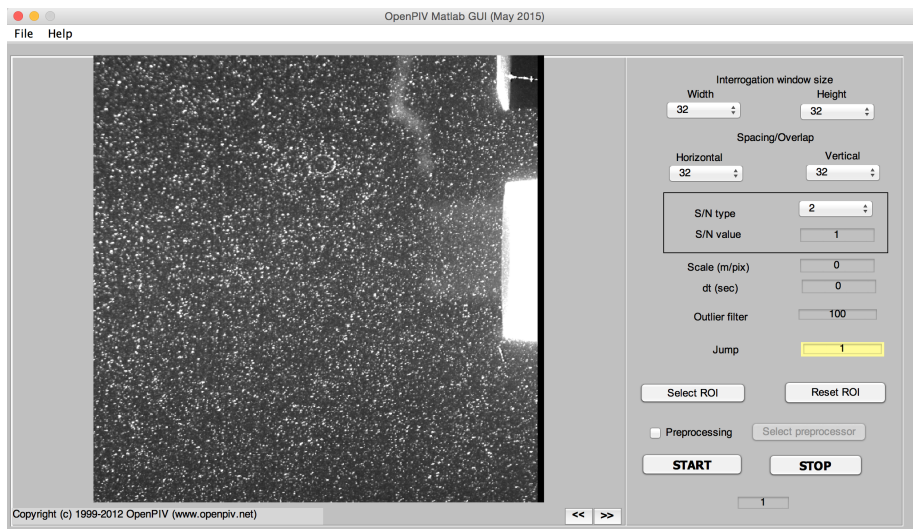 OpenPIV Matlab GUI (May 2015)
File Help
Interrogation window size
Width Height
32 32
Spacing/Overlap
Horizontal Vertical
32 32
S/N type 2
S/N value 1
Scale (m/pix) 0
dt (sec) 0
Outlier filter 100
Jump 1
Select ROI Reset ROI
Preprocessing Select preprocessor
START STOP
1
Copyright (c) 1999-2012 OpenPIV (www.openpiv.net) << >>